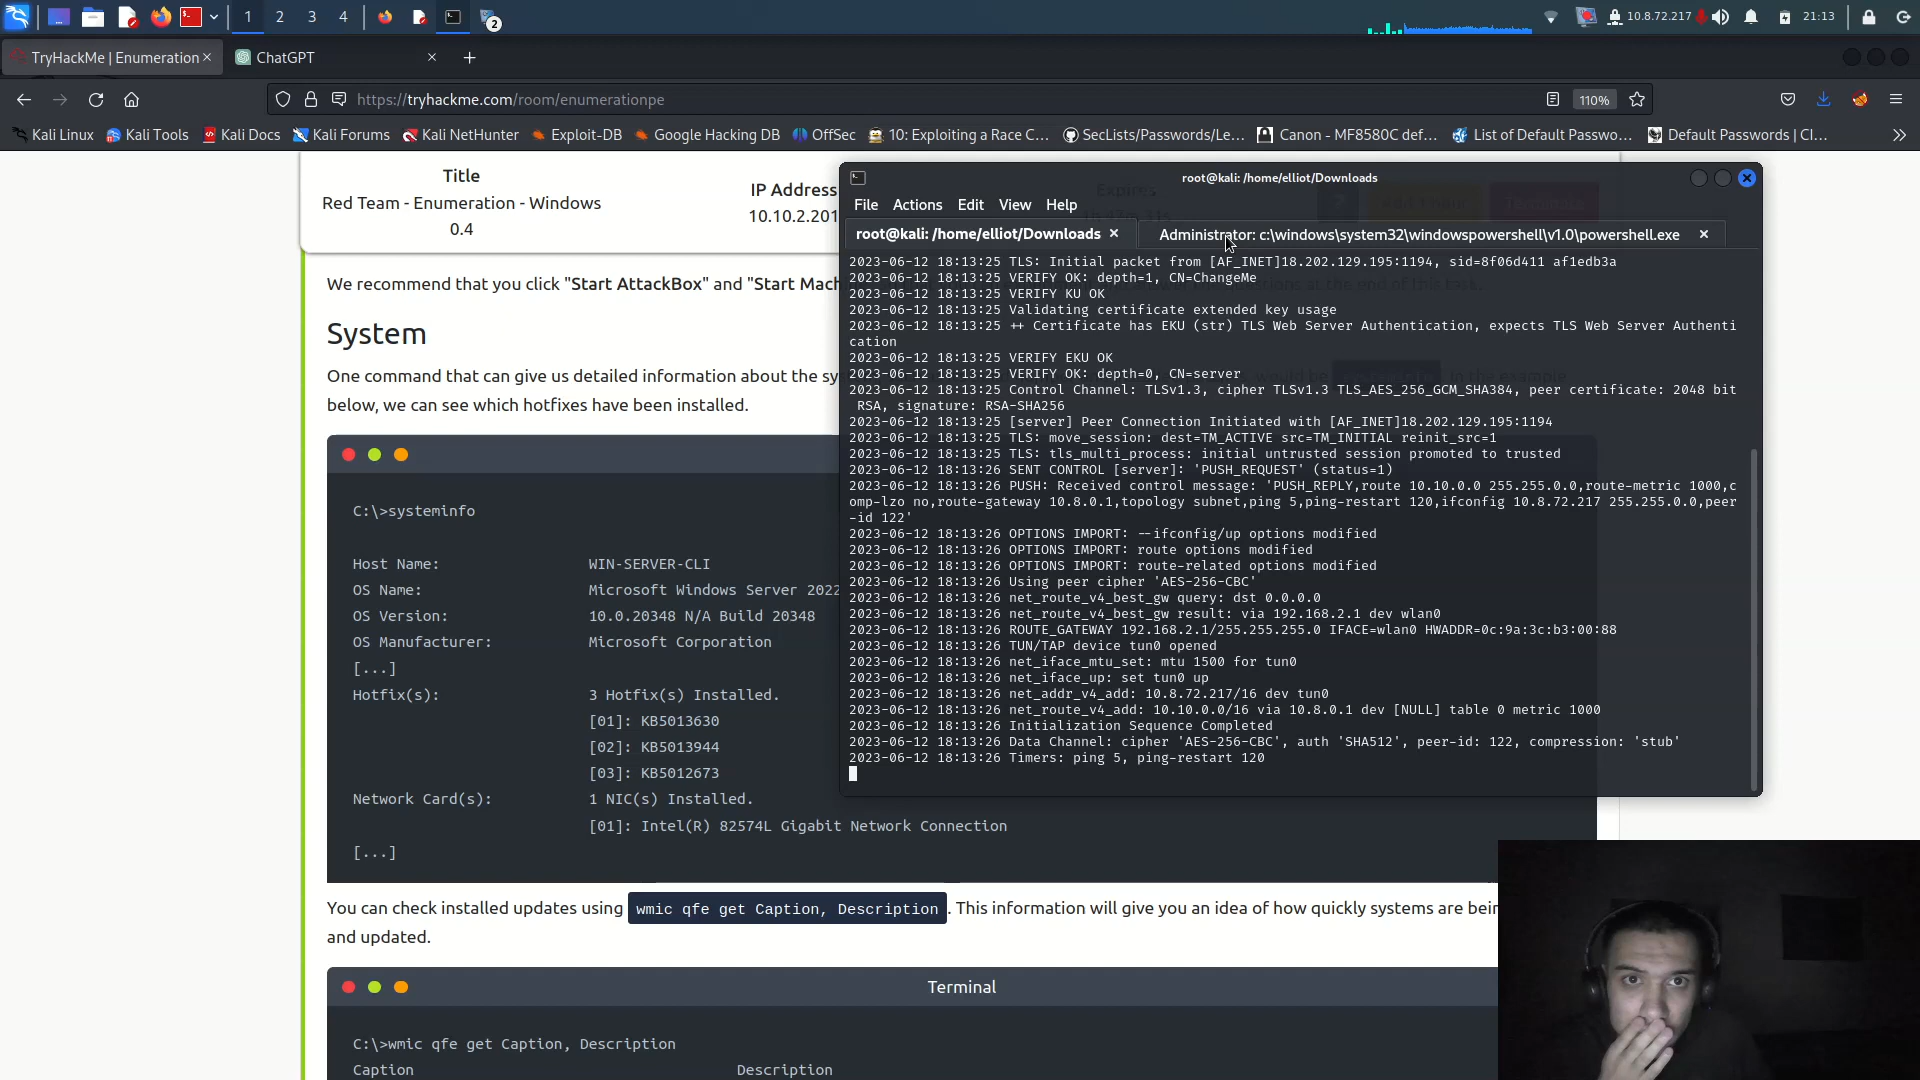 1 2 3 4
2
10.8.72.217
21:13
TryHackMe | Enumeration
ChatGPT
https://tryhackme.com/room/enumerationpe
110%
Kali Linux
Kali Tools
Kali Docs
Kali Forums
Kali NetHunter
Exploit-DB
Google Hacking DB
OffSec
10: Exploiting a Race C…
SecLists/Passwords/Le…
Canon - MF8580C def…
List of Default Passwo…
Default Passwords | CI…
Title
Red Team - Enumeration - Windows
0.4
IP Address
10.10.2.201
Expires
We recommend that you click "Start AttackBox" and "Start Mach
questions at the end of this task.
System
One command that can give us detailed information about the sy
would be
in the example
below, we can see which hotfixes have been installed.
C:\>systeminfo
Host Name: WIN-SERVER-CLI
OS Name: Microsoft Windows Server 2022
OS Version: 10.0.20348 N/A Build 20348
OS Manufacturer: Microsoft Corporation
[...]
Hotfix(s): 3 Hotfix(s) Installed.
[01]: KB5013630
[02]: KB5013944
[03]: KB5012673
Network Card(s): 1 NIC(s) Installed.
[01]: Intel(R) 82574L Gigabit Network Connection
[...]
You can check installed updates using wmic qfe get Caption, Description . This information will give you an idea of how quickly systems are bein
and updated.
Terminal
C:\>wmic qfe get Caption, Description
Caption Description
root@kali: /home/elliot/Downloads
File Actions Edit View Help
root@kali: /home/elliot/Downloads
Administrator: c:\windows\system32\windowspowershell\v1.0\powershell.exe
2023-06-12 18:13:25 TLS: Initial packet from [AF_INET]18.202.129.195:1194, sid=8f06d411 af1edb3a
2023-06-12 18:13:25 VERIFY OK: depth=1, CN=ChangeMe
2023-06-12 18:13:25 VERIFY KU OK
2023-06-12 18:13:25 Validating certificate extended key usage
2023-06-12 18:13:25 ++ Certificate has EKU (str) TLS Web Server Authentication, expects TLS Web Server Authenti
cation
2023-06-12 18:13:25 VERIFY EKU OK
2023-06-12 18:13:25 VERIFY OK: depth=0, CN=server
2023-06-12 18:13:25 Control Channel: TLSv1.3, cipher TLSv1.3 TLS_AES_256_GCM_SHA384, peer certificate: 2048 bit
RSA, signature: RSA-SHA256
2023-06-12 18:13:25 [server] Peer Connection Initiated with [AF_INET]18.202.129.195:1194
2023-06-12 18:13:25 TLS: move_session: dest=TM_ACTIVE src=TM_INITIAL reinit_src=1
2023-06-12 18:13:25 TLS: tls_multi_process: initial untrusted session promoted to trusted
2023-06-12 18:13:26 SENT CONTROL [server]: 'PUSH_REQUEST' (status=1)
2023-06-12 18:13:26 PUSH: Received control message: 'PUSH_REPLY,route 10.10.0.0 255.255.0.0,route-metric 1000,c
omp-lzo no,route-gateway 10.8.0.1,topology subnet,ping 5,ping-restart 120,ifconfig 10.8.72.217 255.255.0.0,peer
-id 122'
2023-06-12 18:13:26 OPTIONS IMPORT: --ifconfig/up options modified
2023-06-12 18:13:26 OPTIONS IMPORT: route options modified
2023-06-12 18:13:26 OPTIONS IMPORT: route-related options modified
2023-06-12 18:13:26 Using peer cipher 'AES-256-CBC'
2023-06-12 18:13:26 net_route_v4_best_gw query: dst 0.0.0.0
2023-06-12 18:13:26 net_route_v4_best_gw result: via 192.168.2.1 dev wlan0
2023-06-12 18:13:26 ROUTE_GATEWAY 192.168.2.1/255.255.255.0 IFACE=wlan0 HWADDR=0c:9a:3c:b3:00:88
2023-06-12 18:13:26 TUN/TAP device tun0 opened
2023-06-12 18:13:26 net_iface_mtu_set: mtu 1500 for tun0
2023-06-12 18:13:26 net_iface_up: set tun0 up
2023-06-12 18:13:26 net_addr_v4_add: 10.8.72.217/16 dev tun0
2023-06-12 18:13:26 net_route_v4_add: 10.10.0.0/16 via 10.8.0.1 dev [NULL] table 0 metric 1000
2023-06-12 18:13:26 Initialization Sequence Completed
2023-06-12 18:13:26 Data Channel: cipher 'AES-256-CBC', auth 'SHA512', peer-id: 122, compression: 'stub'
2023-06-12 18:13:26 Timers: ping 5, ping-restart 120